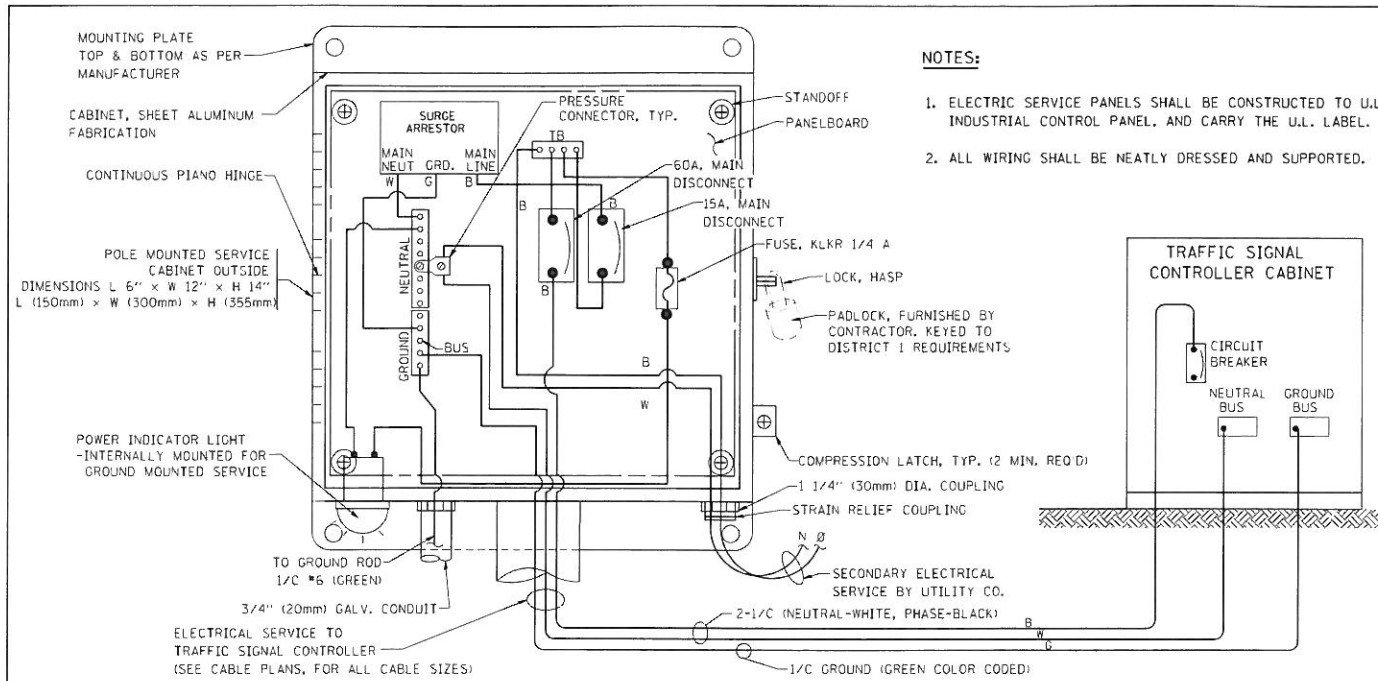 MOUNTING PLATE
TOP & BOTTOM AS PER
MANUFACTURER
CABINET, SHEET ALUMINUM
FABRICATION
CONTINUOUS PIANO HINGE
POLE MOUNTED SERVICE
CABINET OUTSIDE
DIMENSIONS L 6" × W 12" × H 14"
L (150mm) × W (300mm) × H (355mm)
POWER INDICATOR LIGHT
-INTERNALLY MOUNTED FOR
GROUND MOUNTED SERVICE
TO GROUND ROD
1/C #6 (GREEN)
3/4" (20mm) GALV. CONDUIT
ELECTRICAL SERVICE TO
TRAFFIC SIGNAL CONTROLLER
(SEE CABLE PLANS, FOR ALL CABLE SIZES)
SURGE
ARRESTOR
MAIN
NEUT
GRD.
MAIN
LINE
W
G
B
PRESSURE
CONNECTOR, TYP.
TB
NEUTRAL
GROUND
BUS
B
B
B
B
W
STANDOFF
PANELBOARD
60A, MAIN
DISCONNECT
15A, MAIN
DISCONNECT
FUSE, KLKR 1/4 A
LOCK, HASP
PADLOCK, FURNISHED BY
CONTRACTOR. KEYED TO
DISTRICT 1 REQUIREMENTS
COMPRESSION LATCH, TYP. (2 MIN. REQ'D)
1 1/4" (30mm) DIA. COUPLING
STRAIN RELIEF COUPLING
N Ø
SECONDARY ELECTRICAL
SERVICE BY UTILITY CO.
2-1/C (NEUTRAL-WHITE, PHASE-BLACK)
B
W
G
1/C GROUND (GREEN COLOR CODED)
NOTES:
1. ELECTRIC SERVICE PANELS SHALL BE CONSTRUCTED TO U.L
INDUSTRIAL CONTROL PANEL, AND CARRY THE U.L. LABEL.
2. ALL WIRING SHALL BE NEATLY DRESSED AND SUPPORTED.
TRAFFIC SIGNAL
CONTROLLER CABINET
CIRCUIT
BREAKER
NEUTRAL
BUS
GROUND
BUS